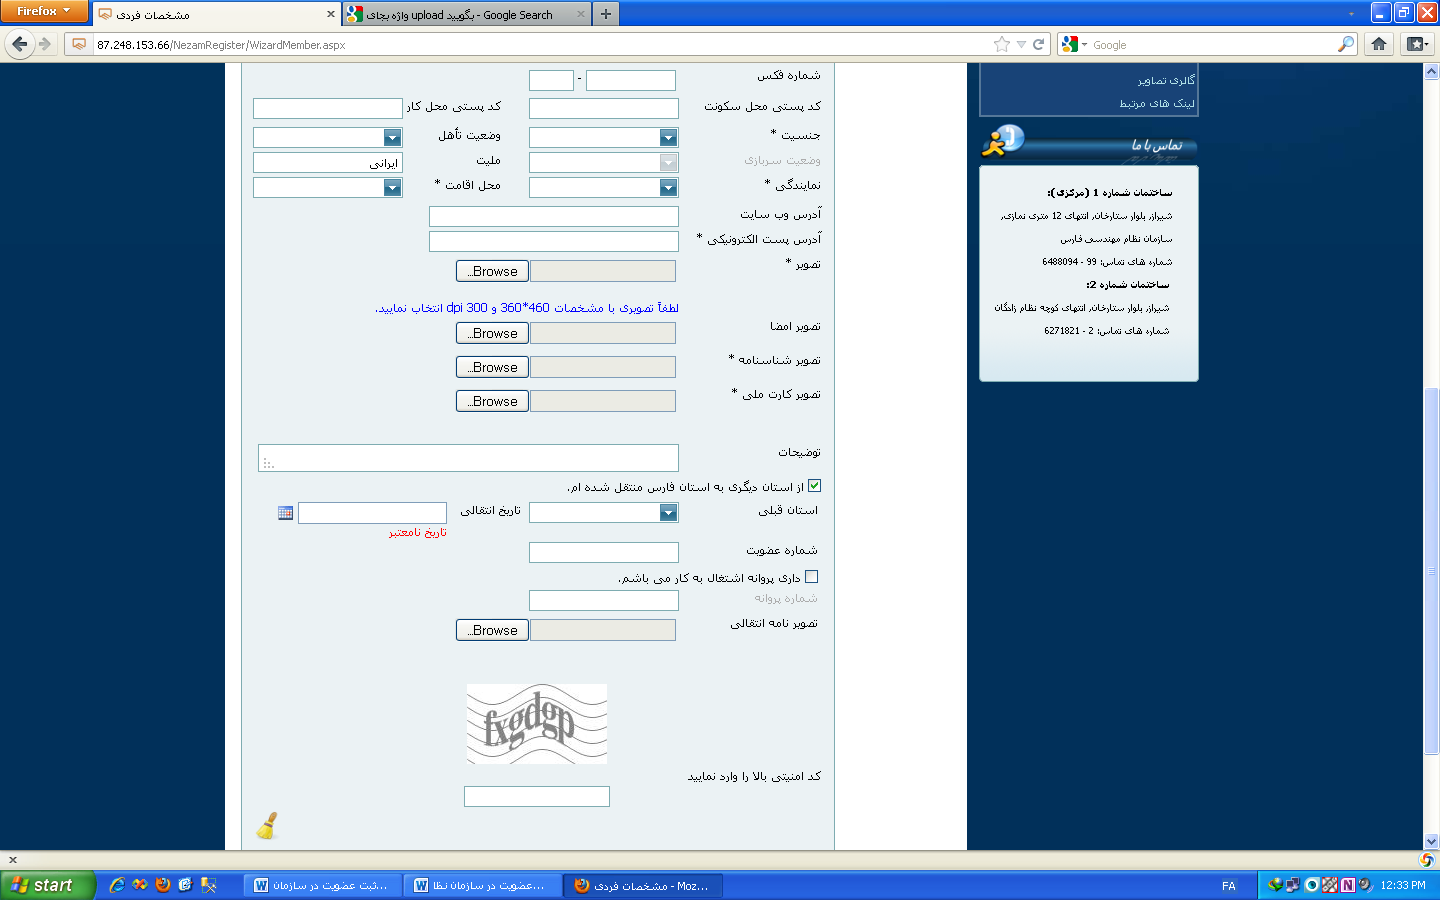 Firefox
مشخصات فردی
بگویید upload واژه بجای - Google Search
87.248.153.66/NezamRegister/WizardMember.aspx
Google
گالری تصاویر
لینک های مرتبط
تماس با ما
ساختمان شماره 1 (مرکزی):
شیراز، بلوار ستارخان، انتهای 12 متری نمازی،
سازمان نظام مهندسی فارس
شماره های تماس: 99 - 6488094
ساختمان شماره 2:
شیراز، بلوار ستارخان، انتهای کوچه نظام زادگان
شماره های تماس: 2 - 6271821
شماره فکس -
کد پستی محل سکونت کد پستی محل کار
جنسیت * وضعیت تأهل
وضعیت سربازی ملیت ایرانی
نمایندگی * محل اقامت *
آدرس وب سایت
آدرس پست الکترونیکی *
تصویر * Browse...
لطفاً تصویری با مشخصات 460*360 و 300 dpi انتخاب نمایید.
تصویر امضا Browse...
تصویر شناسنامه * Browse...
تصویر کارت ملی * Browse...
توضیحات
از استان دیگری به استان فارس منتقل شده ام.
استان قبلی تاریخ انتقالی
تاریخ نامعتبر
شماره عضویت
داری پروانه اشتغال به کار می باشم.
شماره پروانه
تصویر نامه انتقالی Browse...
fxgdgp
کد امنیتی بالا را وارد نمایید
x
start
ثبت عضویت در سازمان...
عضویت در سازمان نظا...
مشخصات فردی - Moz...
FA
12:33 PM